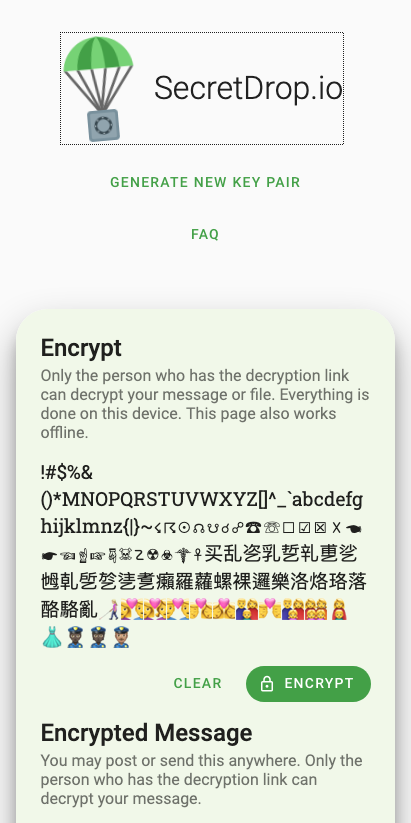 SecretDrop.io
GENERATE NEW KEY PAIR
FAQ
Encrypt
Only the person who has the decryption link
can decrypt your message or file. Everything is
done on this device. This page also works
offline.
!#$%&
()*MNOPQRSTUVWXYZ[]^_`abcdefg
hijklmnz{|}~
买乱乲乳乴乵乶乷
乸乹乺乻乼乽癩羅蘿螺裸邏樂洛烙珞落
酪駱亂
CLEAR
ENCRYPT
Encrypted Message
You may post or send this anywhere. Only the
person who has the decryption link can
decrypt your message.